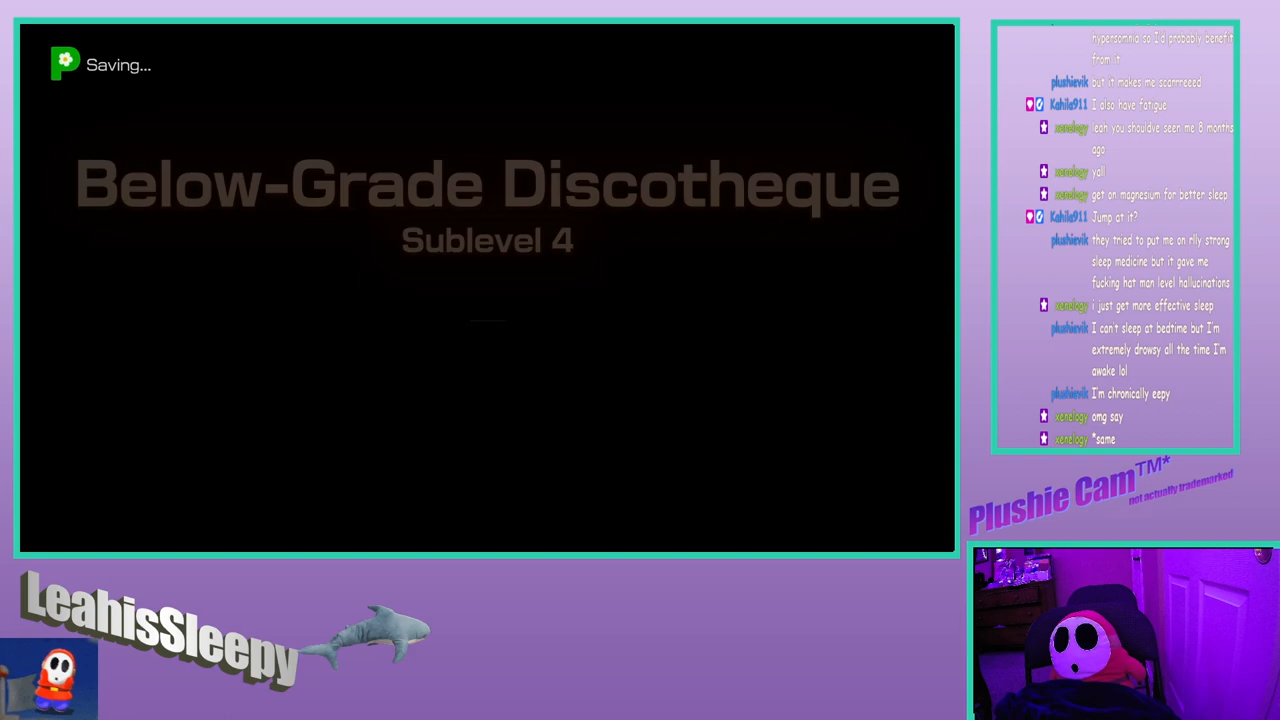 Saving...
Below-Grade Discotheque
Sublevel 4
hypersomnia so I'd probably benefit
from it
plushievik but it makes me scarrreeed
Kahila911 I also have fatigue
xenelogy leah you shouldve seen me 8 months
ago
xenelogy yall
xenelogy get on magnesium for better sleep
Kahila911 Jump at it?
plushievik they tried to put me on rlly strong
sleep medicine but it gave me
fucking hat man level hallucinations
xenelogy i just get more effective sleep
plushievik I can't sleep at bedtime but I'm
extremely drowsy all the time I'm
awake lol
plushievik I'm chronically eepy
xenelogy omg say
xenelogy *same
Plushie Cam™*
not actually trademarked
LeahisSleepy